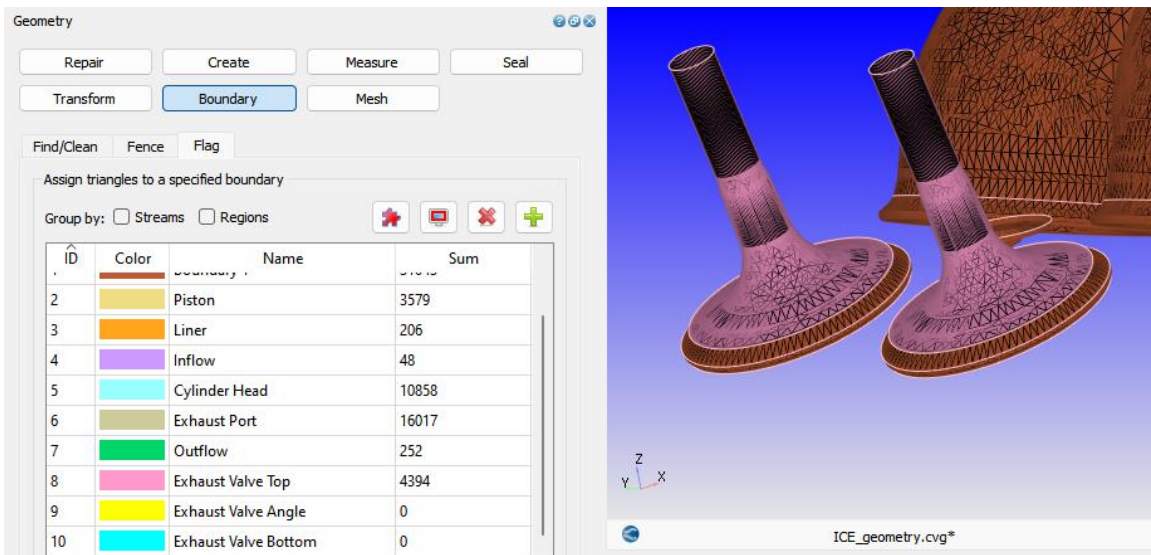 Geometry
Repair Create Measure Seal
Transform Boundary Mesh
Find/Clean Fence Flag
Assign triangles to a specified boundary
Group by: Streams Regions
ID Color Name Sum
2 Piston 3579
3 Liner 206
4 Inflow 48
5 Cylinder Head 10858
6 Exhaust Port 16017
7 Outflow 252
8 Exhaust Valve Top 4394
9 Exhaust Valve Angle 0
10 Exhaust Valve Bottom 0
Z
Y X
ICE_geometry.cvg*